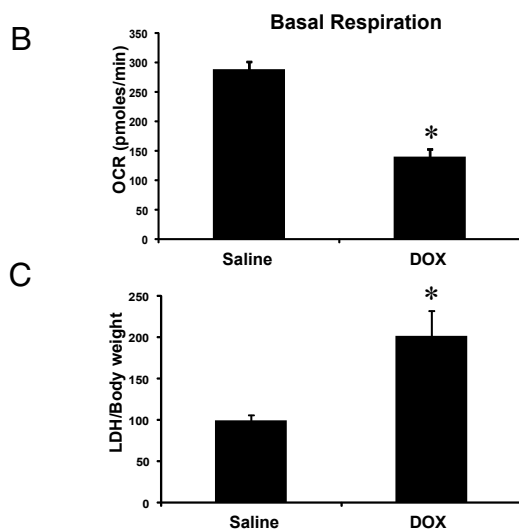 B
Basal Respiration
OCR (pmoles/min)
350
300
250
200
150
100
50
0
*
Saline DOX
C
LDH/Body weight
250
200
150
100
50
0
*
Saline DOX